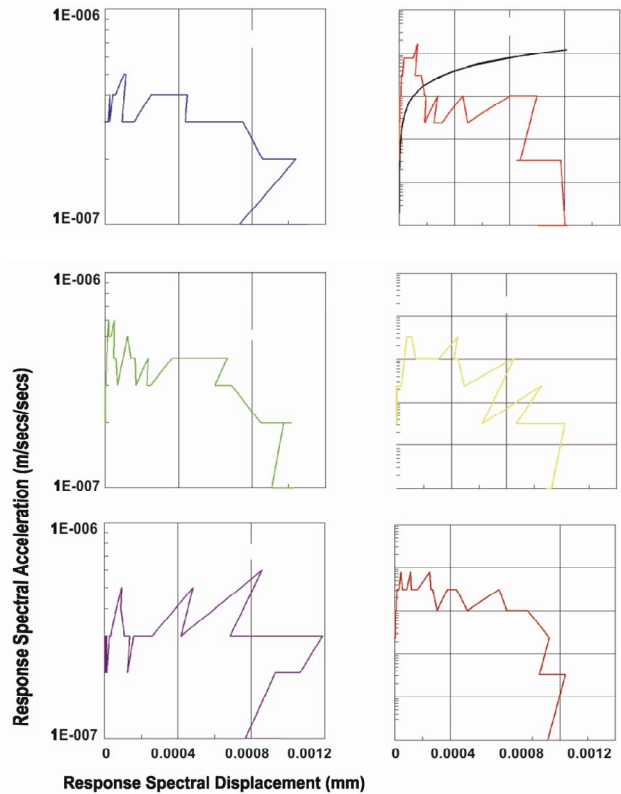 1E-006
1E-007
1E-006
1E-007
1E-006
1E-007
Response Spectral Acceleration (m/secs/secs)
0 0.0004 0.0008 0.0012
0 0.0004 0.0008 0.0012
Response Spectral Displacement (mm)